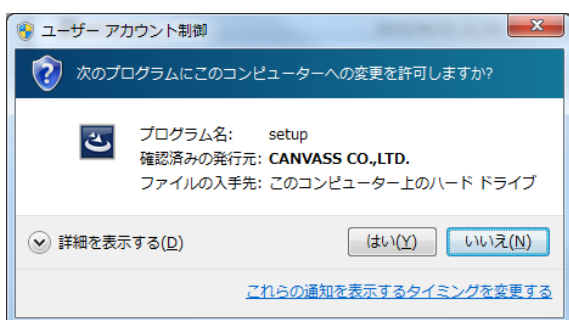 ユーザー アカウント制御
次のプログラムにこのコンピューターへの変更を許可しますか?
プログラム名: setup
確認済みの発行元: CANVASS CO.,LTD.
ファイルの入手先: このコンピューター上のハード ドライブ
詳細を表示する(D) はい(Y) いいえ(N)
これらの通知を表示するタイミングを変更する